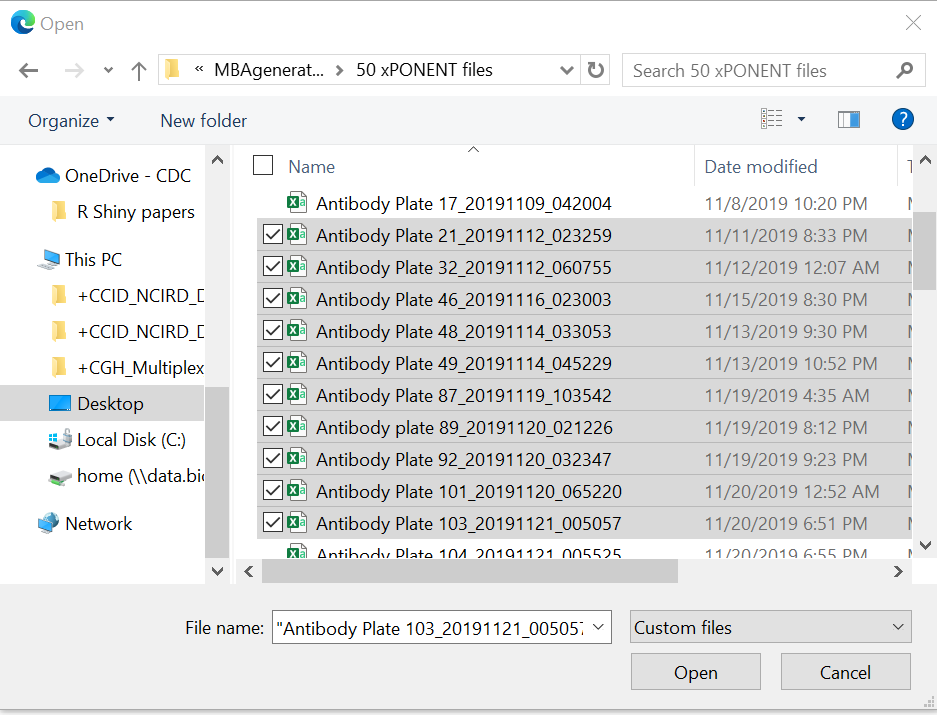 Open
« MBAgenerat... > 50 xPONENT files
Search 50 xPONENT files
Organize
New folder
?
OneDrive - CDC
R Shiny papers
This PC
+CCID_NCIRD_D
+CCID_NCIRD_D
+CGH_Multiplex
Desktop
Local Disk (C:)
home (\\data.bio
Network
Name Date modified
Antibody Plate 17_20191109_042004 11/8/2019 10:20 PM
Antibody Plate 21_20191112_023259 11/11/2019 8:33 PM
Antibody Plate 32_20191112_060755 11/12/2019 12:07 AM
Antibody Plate 46_20191116_023003 11/15/2019 8:30 PM
Antibody Plate 48_20191114_033053 11/13/2019 9:30 PM
Antibody Plate 49_20191114_045229 11/13/2019 10:52 PM
Antibody Plate 87_20191119_103542 11/19/2019 4:35 AM
Antibody plate 89_20191120_021226 11/19/2019 8:12 PM
Antibody Plate 92_20191120_032347 11/19/2019 9:23 PM
Antibody Plate 101_20191120_065220 11/20/2019 12:52 AM
Antibody Plate 103_20191121_005057 11/20/2019 6:51 PM
Antibody Plate 104_20191121_005525 11/20/2019 6:55 PM
File name: "Antibody Plate 103_20191121_005057
Custom files
Open
Cancel